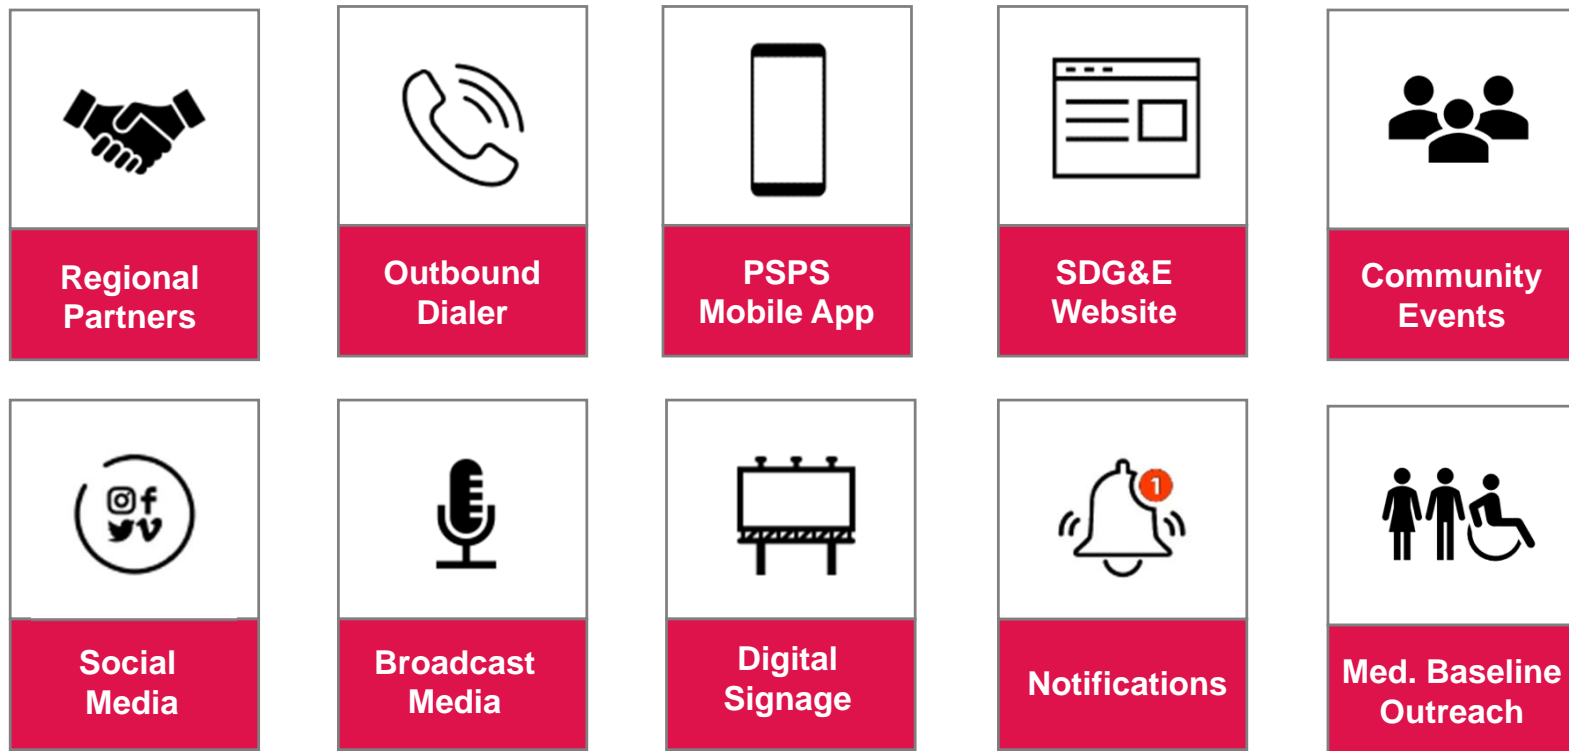 Regional
Partners
Outbound
Dialer
PSPS
Mobile App
SDG&E
Website
Community
Events
Social
Media
Broadcast
Media
Digital
Signage
1
Notifications
Med. Baseline
Outreach